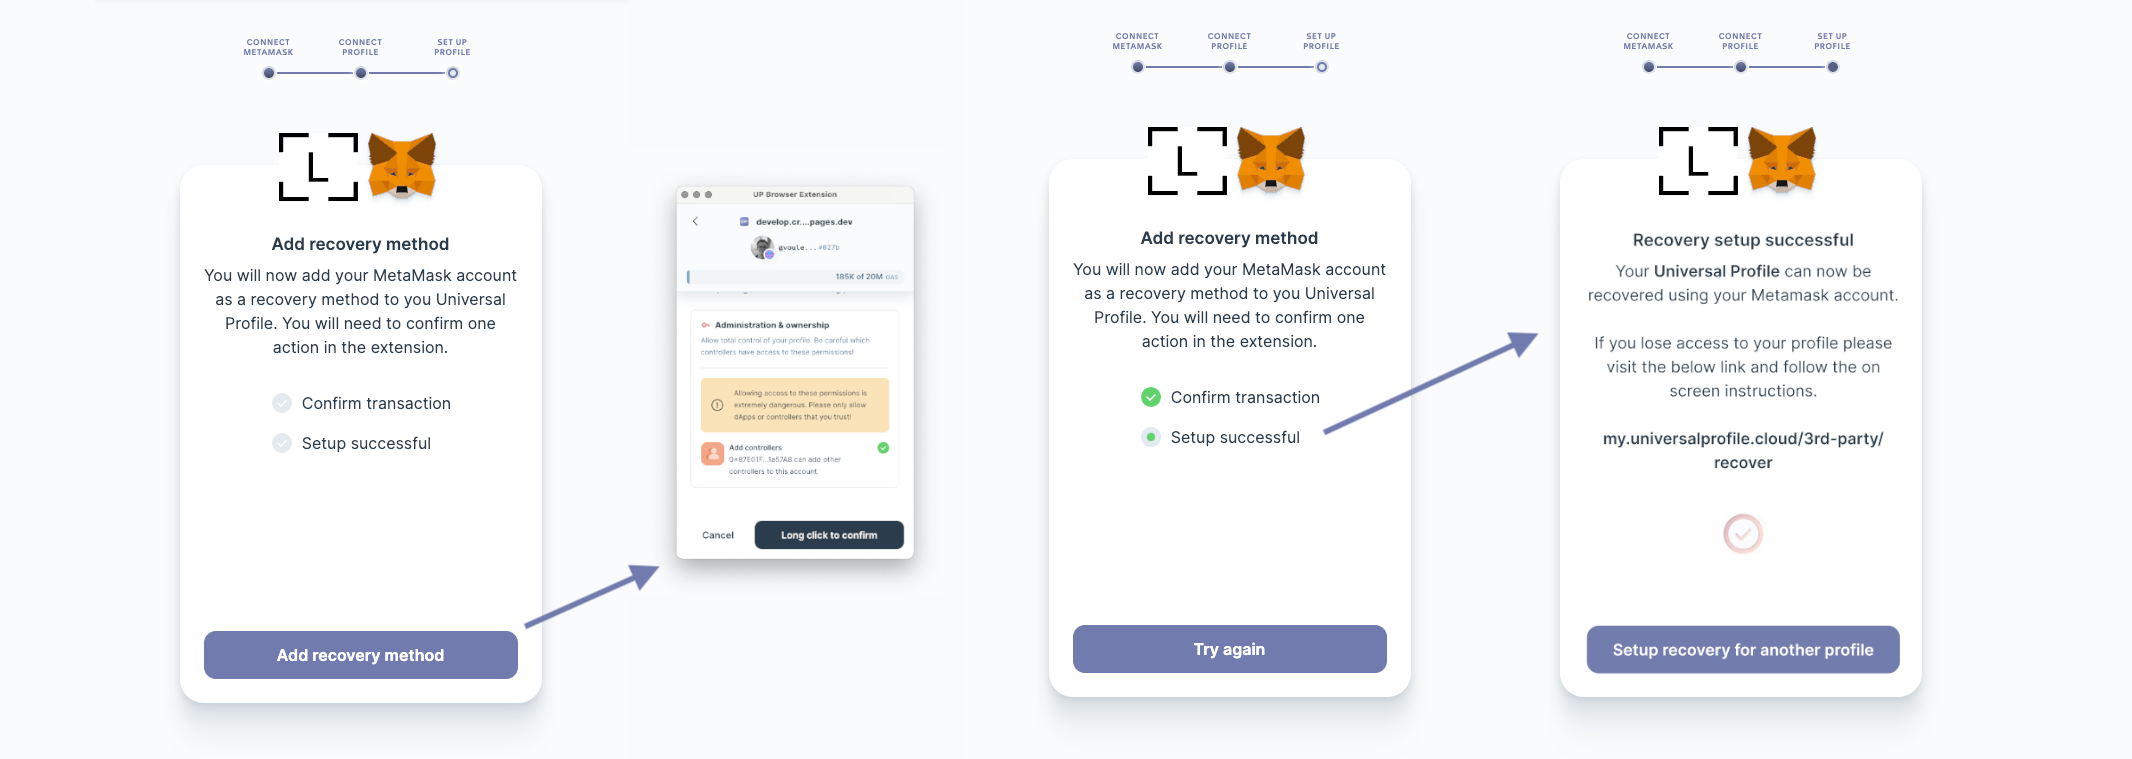 CONNECT
METAMASK
CONNECT
PROFILE
SET UP
PROFILE
Add recovery method
You will now add your MetaMask account
as a recovery method to you Universal
Profile. You will need to confirm one
action in the extension.
Confirm transaction
Setup successful
Add recovery method
UP Browser Extension
develop.cr....pages.dev
@voule...#027b
185K of 20M GAS
Administration & ownership
Allow total control of your profile. Be careful which
controllers have access to these permissions!
Allowing access to these permissions is
extremely dangerous. Please only allow
dApps or controllers that you trust!
Add controllers
0x87E01F...1a57A8 can add other
controllers to this account.
Cancel
Long click to confirm
CONNECT
METAMASK
CONNECT
PROFILE
SET UP
PROFILE
Add recovery method
You will now add your MetaMask account
as a recovery method to you Universal
Profile. You will need to confirm one
action in the extension.
Confirm transaction
Setup successful
Try again
CONNECT
METAMASK
CONNECT
PROFILE
SET UP
PROFILE
Recovery setup successful
Your Universal Profile can now be
recovered using your Metamask account.
If you lose access to your profile please
visit the below link and follow the on
screen instructions.
my.universalprofile.cloud/3rd-party/
recover
Setup recovery for another profile